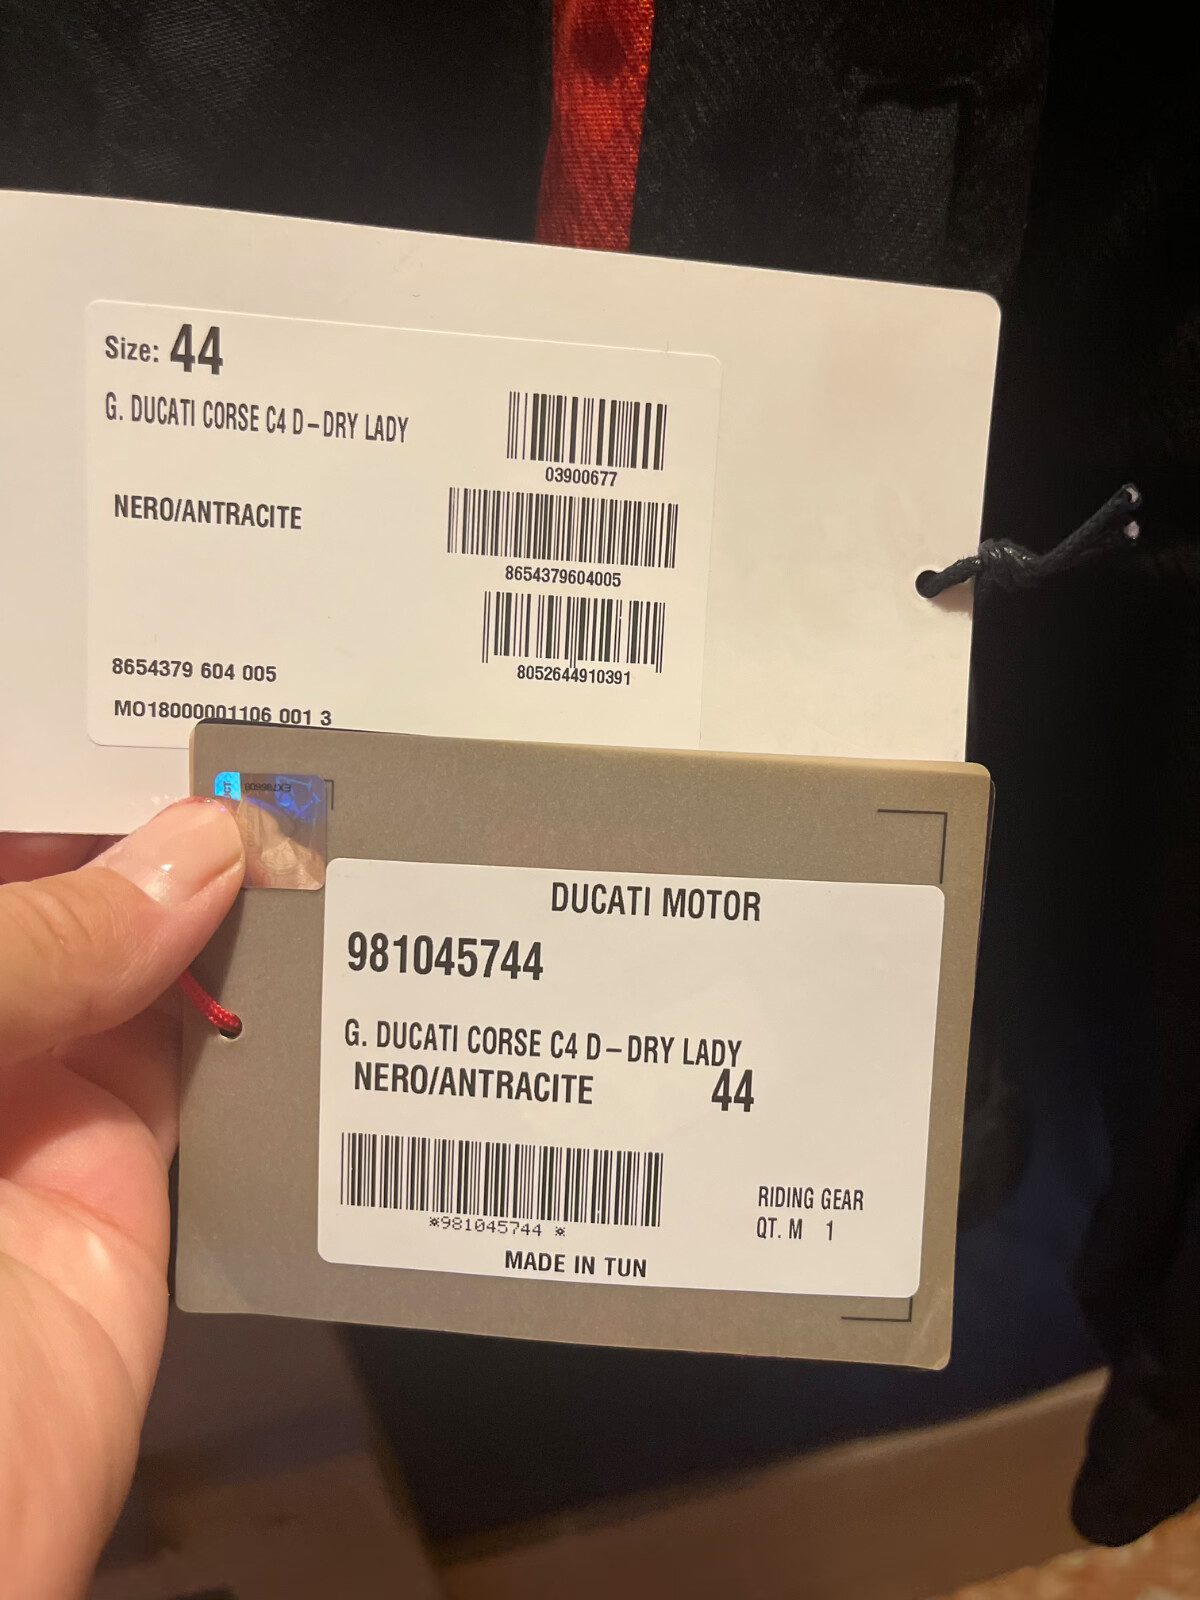 Size: 44
G. DUCATI CORSE C4 D-DRY LADY
03900677
NERO/ANTRACITE
8654379604005
8052644910391
8654379 604 005
MO18000001106 001 3
DUCATI MOTOR
981045744
G. DUCATI CORSE C4 D-DRY LADY
NERO/ANTRACITE 44
*981045744 *
RIDING GEAR
QT. M 1
MADE IN TUN